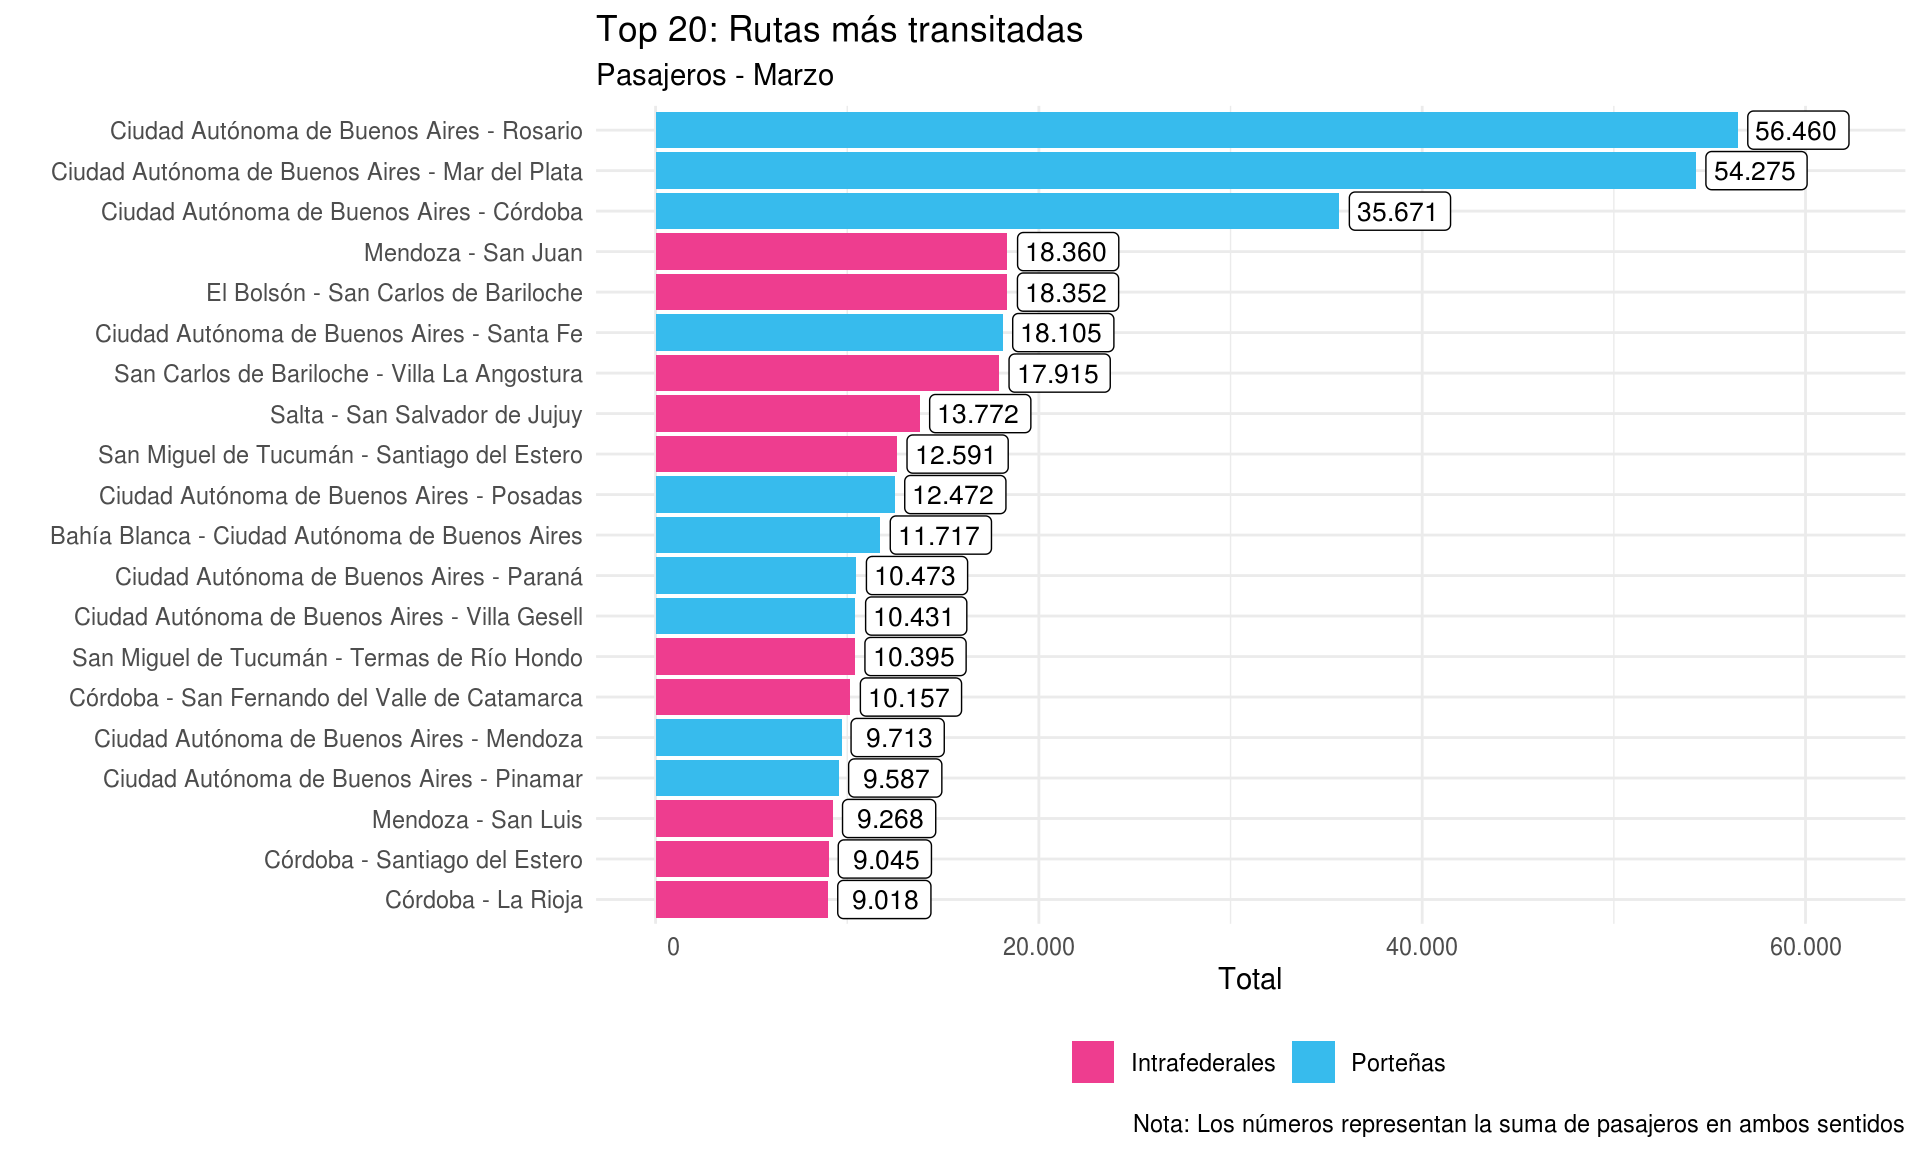 Top 20: Rutas más transitadas
Pasajeros - Marzo
Ciudad Autónoma de Buenos Aires - Rosario 56.460
Ciudad Autónoma de Buenos Aires - Mar del Plata 54.275
Ciudad Autónoma de Buenos Aires - Córdoba 35.671
Mendoza - San Juan 18.360
El Bolsón - San Carlos de Bariloche 18.352
Ciudad Autónoma de Buenos Aires - Santa Fe 18.105
San Carlos de Bariloche - Villa La Angostura 17.915
Salta - San Salvador de Jujuy 13.772
San Miguel de Tucumán - Santiago del Estero 12.591
Ciudad Autónoma de Buenos Aires - Posadas 12.472
Bahía Blanca - Ciudad Autónoma de Buenos Aires 11.717
Ciudad Autónoma de Buenos Aires - Paraná 10.473
Ciudad Autónoma de Buenos Aires - Villa Gesell 10.431
San Miguel de Tucumán - Termas de Río Hondo 10.395
Córdoba - San Fernando del Valle de Catamarca 10.157
Ciudad Autónoma de Buenos Aires - Mendoza 9.713
Ciudad Autónoma de Buenos Aires - Pinamar 9.587
Mendoza - San Luis 9.268
Córdoba - Santiago del Estero 9.045
Córdoba - La Rioja 9.018
0 20.000 40.000 60.000
Total
Intrafederales Porteñas
Nota: Los números representan la suma de pasajeros en ambos sentidos